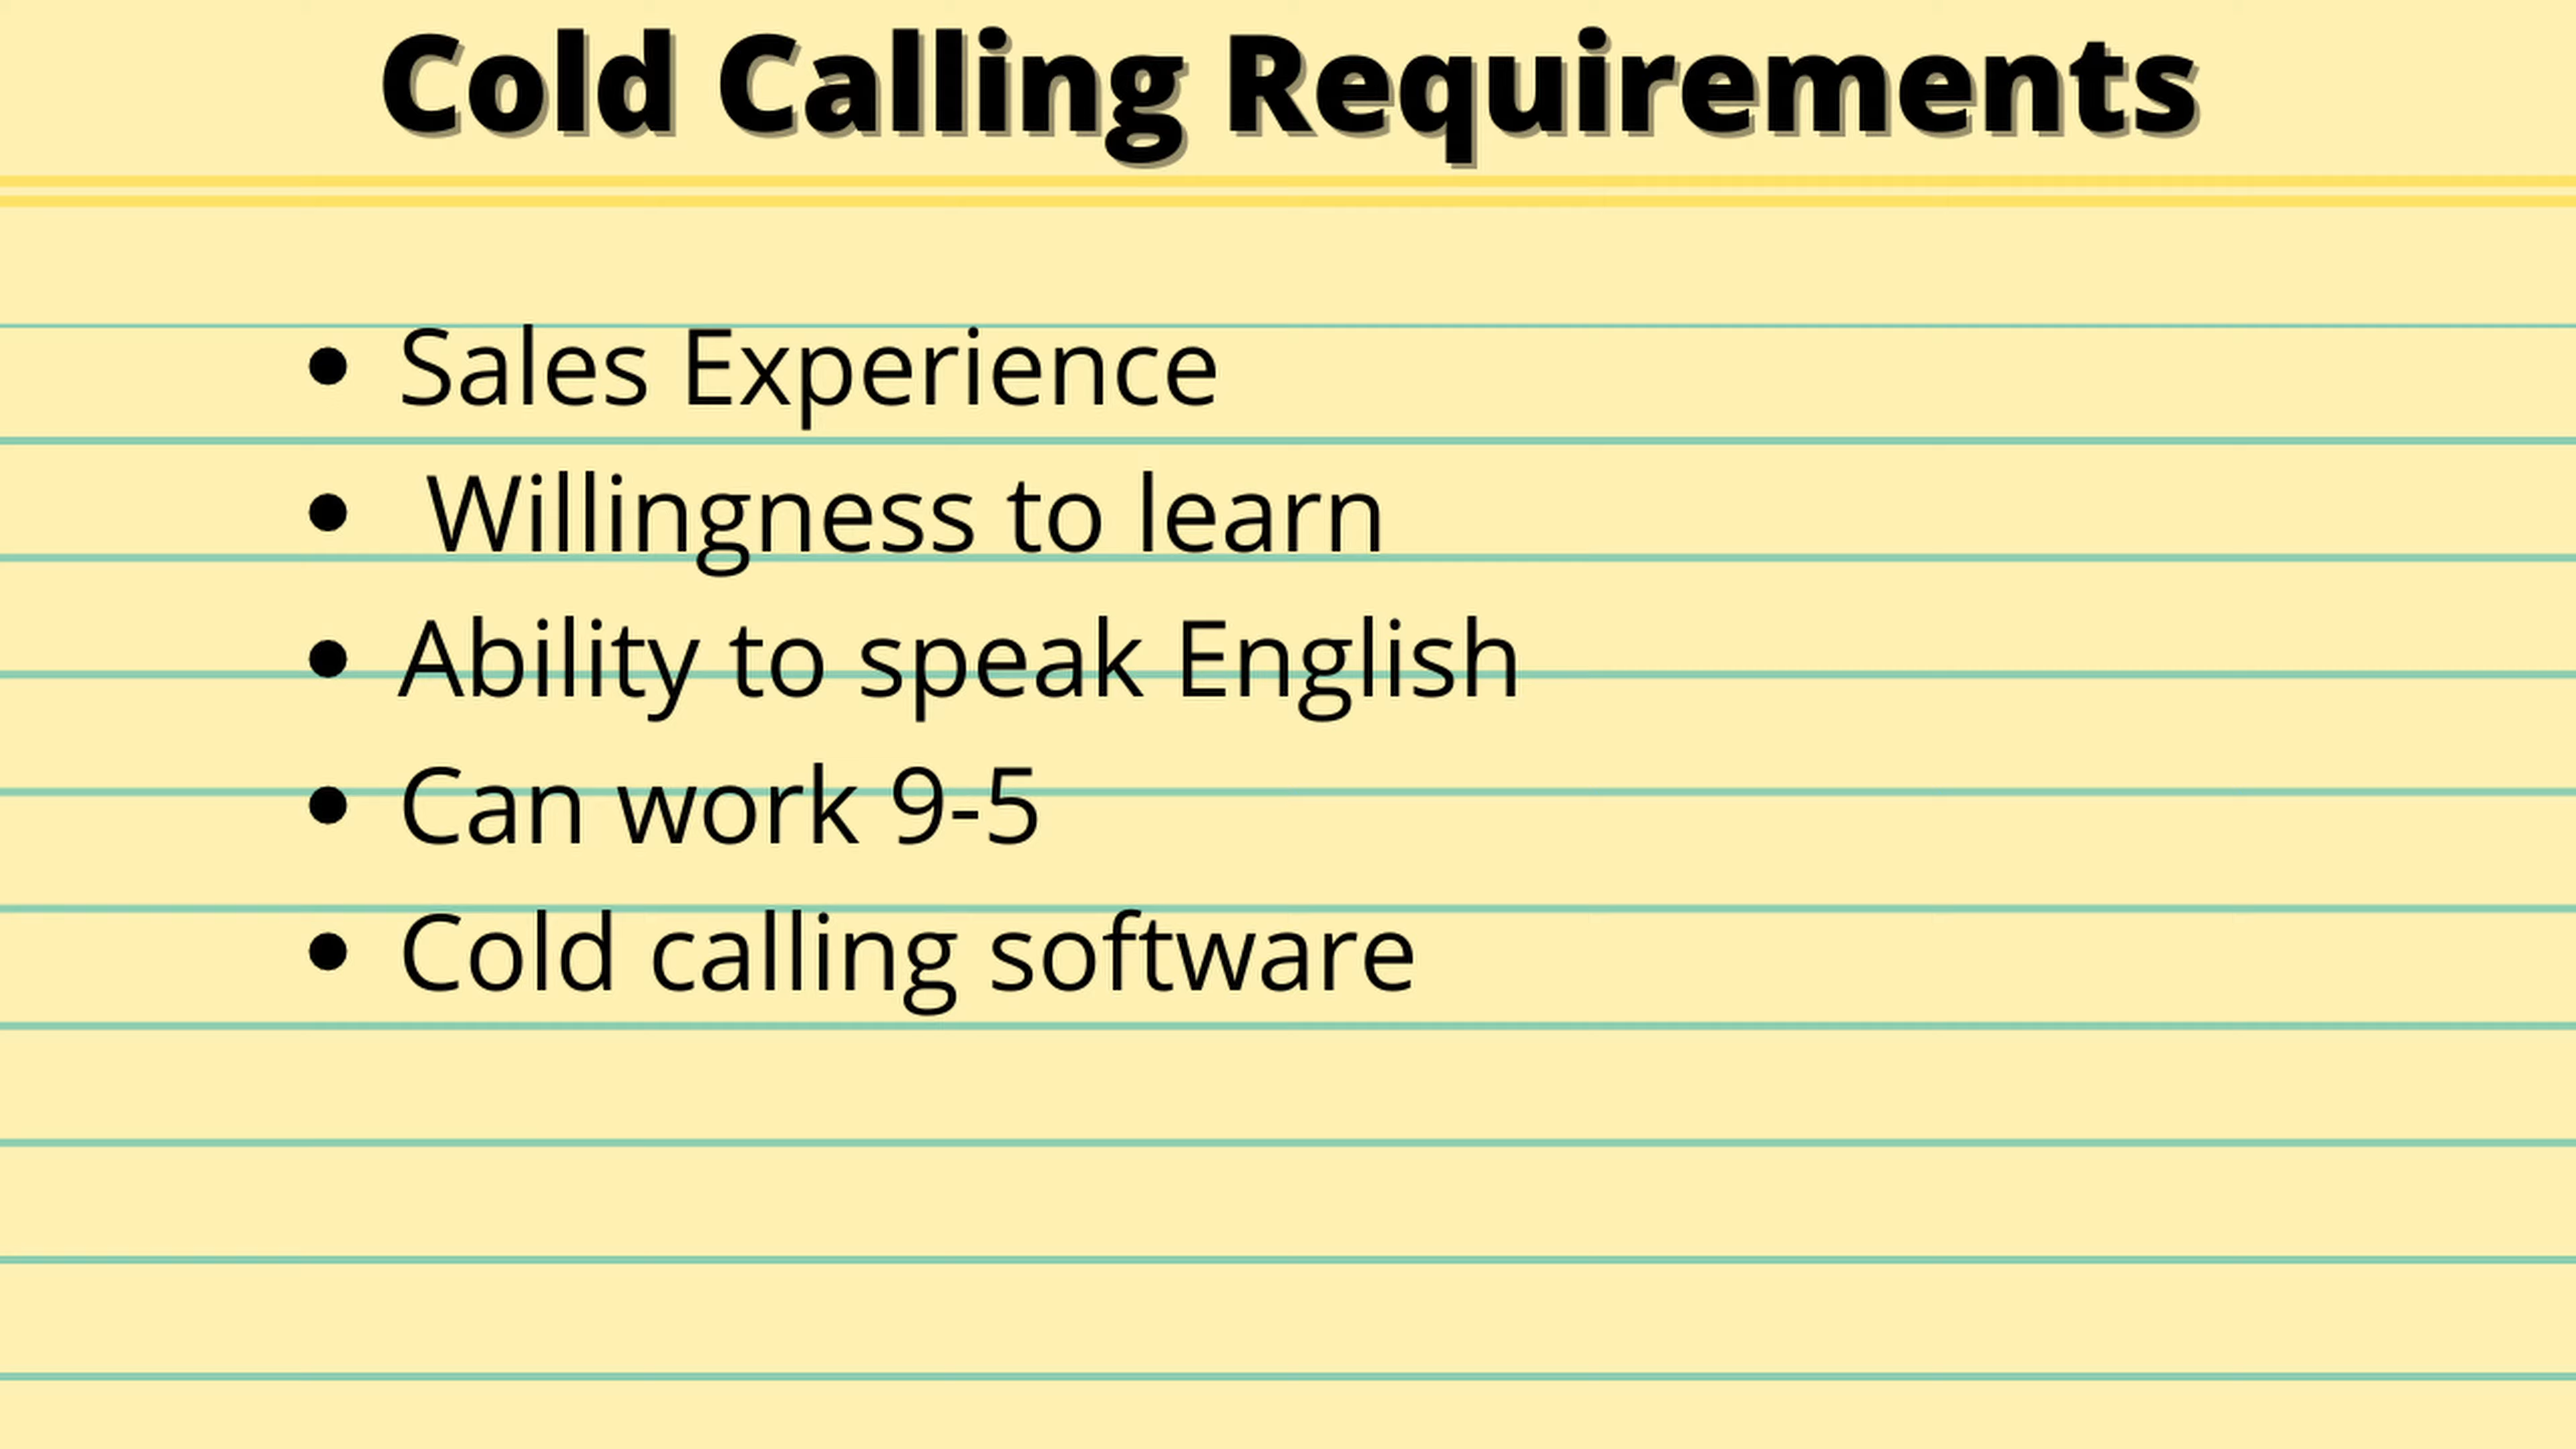 Cold Calling Requirements
• Sales Experience
• Willingness to learn
• Ability to speak English
• Can work 9-5
• Cold calling software